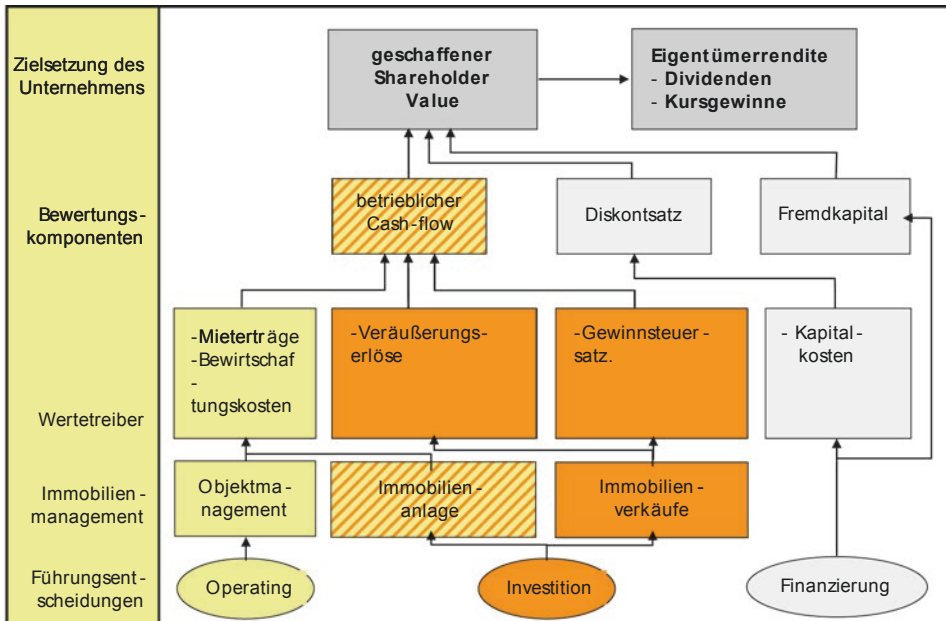 Zielsetzung des
Unternehmens
geschaffener
Shareholder
Value
Eigentümerrendite
- Dividenden
- Kursgewinne
Bewertungs-
komponenten
betrieblicher
Cash-flow
Diskontsatz
Fremdkapital
Wertetreiber
-Mieterträge
-Bewirtschaf
-
tungskosten
-Veräußerungs-
erlöse
-Gewinnsteuer-
satz.
- Kapital-
kosten
Immobilien-
management
Objektma-
nagement
Immobilien-
anlage
Immobilien-
verkäufe
Führungsent-
scheidungen
Operating
Investition
Finanzierung